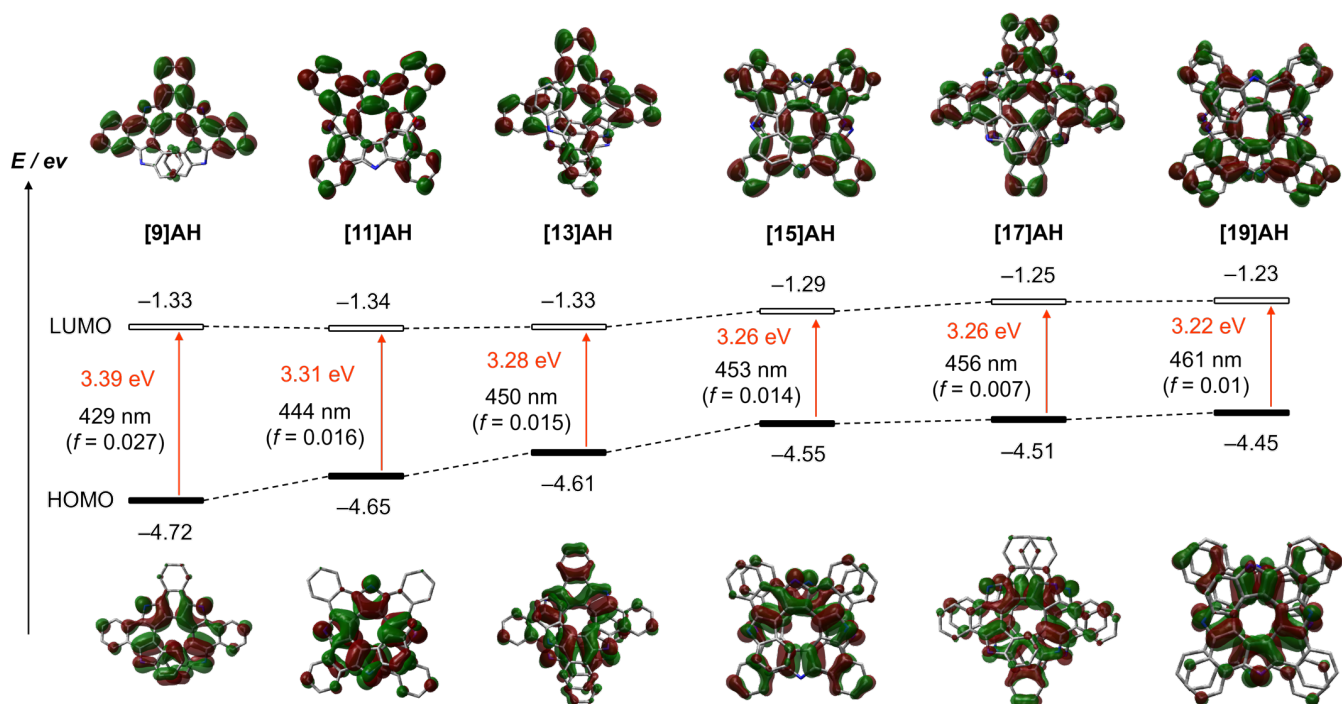 E / ev
[9]AH
[11]AH
[13]AH
[15]AH
[17]AH
[19]AH
LUMO
–1.33
–1.34
–1.33
–1.29
–1.25
–1.23
3.39 eV
429 nm
(f = 0.027)
3.31 eV
444 nm
(f = 0.016)
3.28 eV
450 nm
(f = 0.015)
3.26 eV
453 nm
(f = 0.014)
3.26 eV
456 nm
(f = 0.007)
3.22 eV
461 nm
(f = 0.01)
HOMO
–4.72
–4.65
–4.61
–4.55
–4.51
–4.45